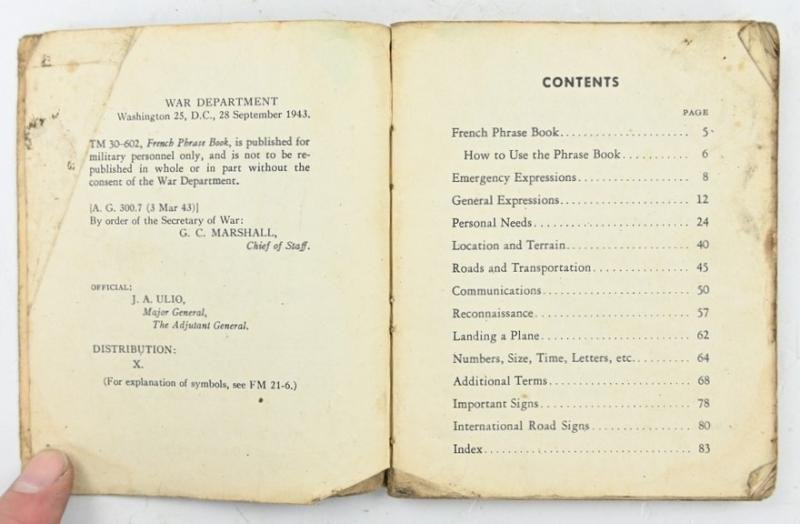 WAR DEPARTMENT
Washington 25, D.C., 28 September 1943.
TM 30-602, French Phrase Book, is published for
military personnel only, and is not to be re-
published in whole or in part without the
consent of the War Department.
[A. G. 300.7 (3 Mar 43)]
By order of the Secretary of War:
G. C. MARSHALL,
Chief of Staff.
OFFICIAL:
J. A. ULIO,
Major General,
The Adjutant General.
DISTRIBUTION:
X.
(For explanation of symbols, see FM 21-6.)
CONTENTS
PAGE
French Phrase Book 5
How to Use the Phrase Book 6
Emergency Expressions 8
General Expressions 12
Personal Needs 24
Location and Terrain 40
Roads and Transportation 45
Communications 50
Reconnaissance 57
Landing a Plane 62
Numbers, Size, Time, Letters, etc. 64
Additional Terms 68
Important Signs 78
International Road Signs 80
Index 83